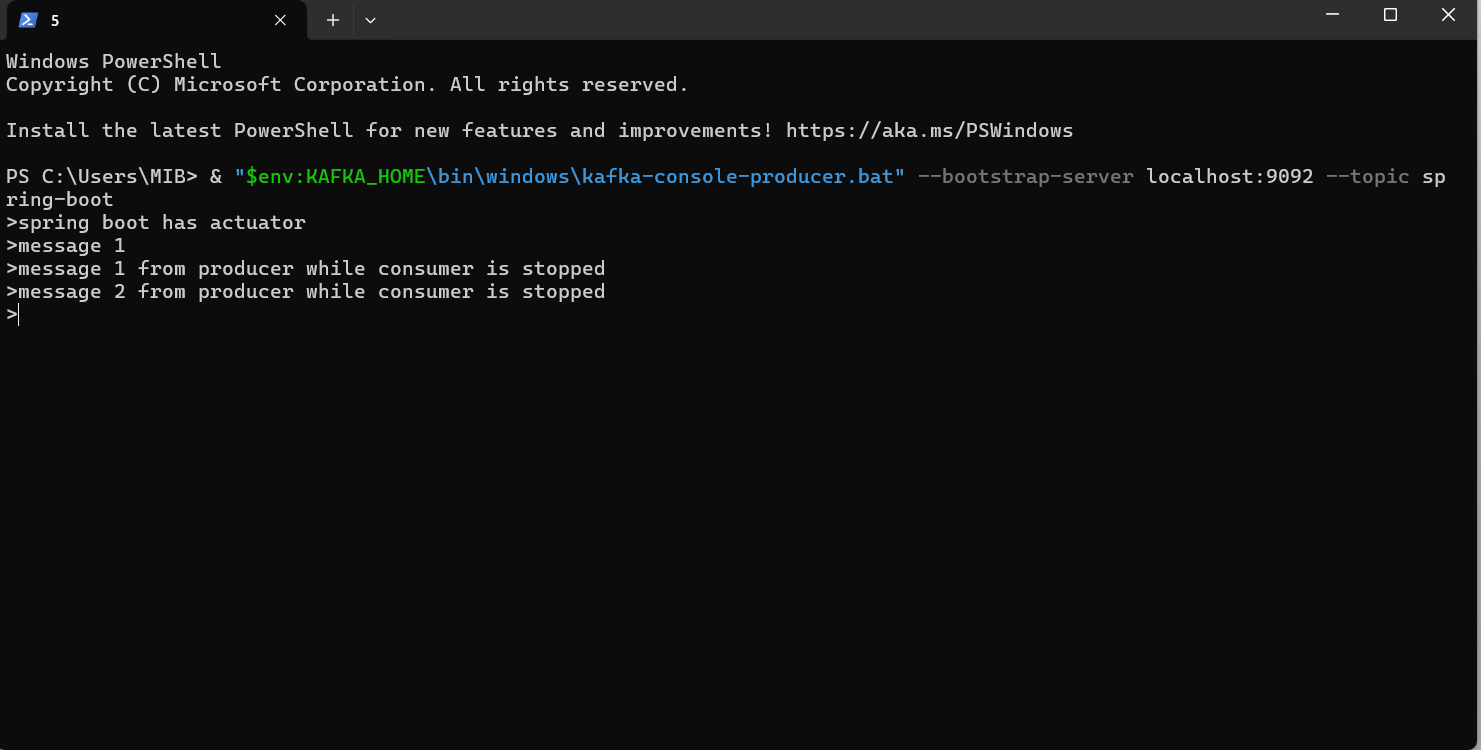 5
Windows PowerShell
Copyright (C) Microsoft Corporation. All rights reserved.
Install the latest PowerShell for new features and improvements! https://aka.ms/PSWindows
PS C:\Users\MIB> & "$env:KAFKA_HOME\bin\windows\kafka-console-producer.bat" --bootstrap-server localhost:9092 --topic sp
ring-boot
>spring boot has actuator
>message 1
>message 1 from producer while consumer is stopped
>message 2 from producer while consumer is stopped
>